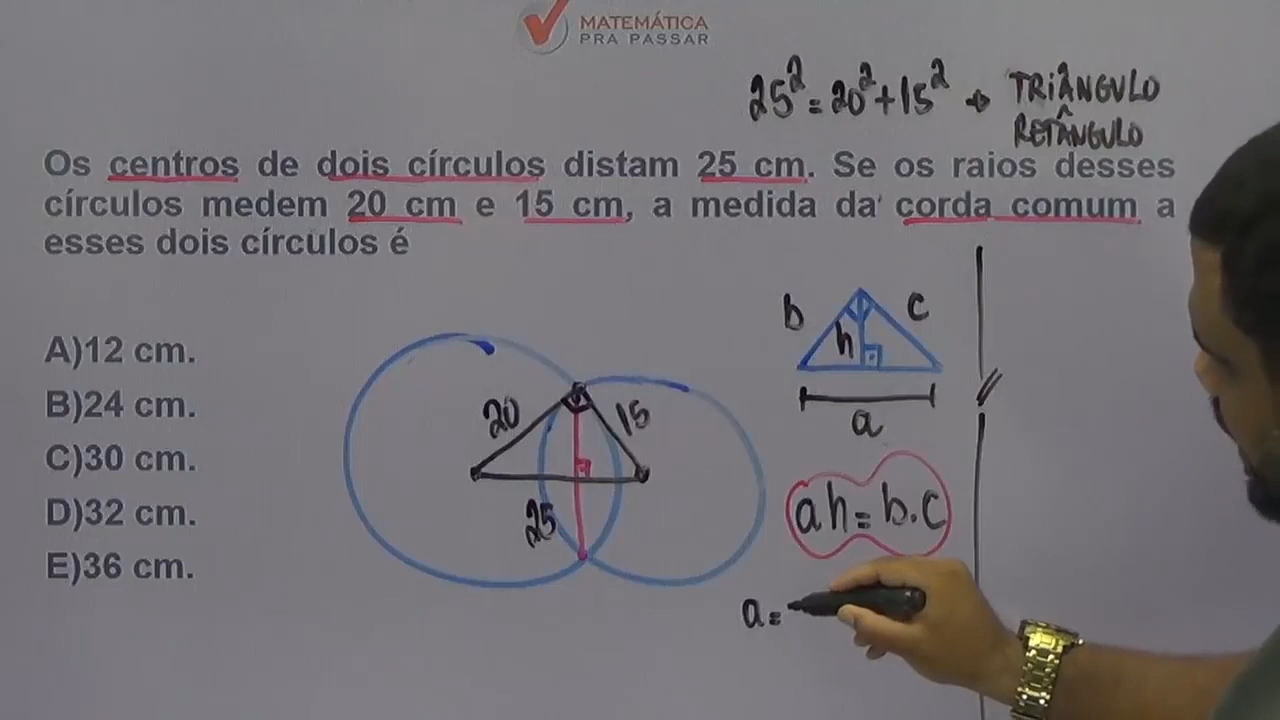 MATEMÁTICA
PRA PASSAR
25²=20²+15² → TRIÂNGULO
RETÂNGULO
Os centros de dois círculos distam 25 cm. Se os raios desses
círculos medem 20 cm e 15 cm, a medida da corda comum a
esses dois círculos é
A)12 cm.
B)24 cm.
C)30 cm.
D)32 cm.
E)36 cm.
20
15
25
b
c
h
a
ah=b.c
a=